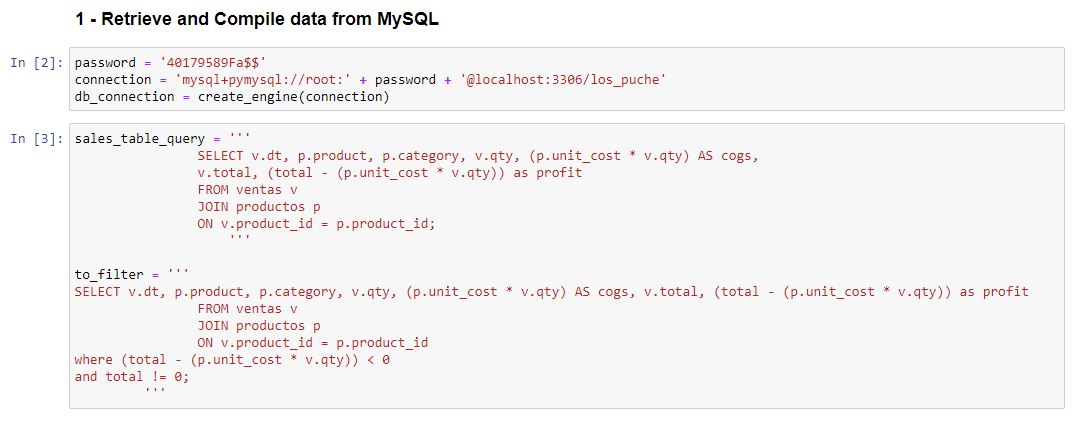 1 - Retrieve and Compile data from MySQL
In [2]: password = '40179589Fa$$'
connection = 'mysql+pymysql://root:' + password + '@localhost:3306/los_puche'
db_connection = create_engine(connection)
In [3]: sales_table_query = '''
SELECT v.dt, p.product, p.category, v.qty, (p.unit_cost * v.qty) AS cogs,
v.total, (total - (p.unit_cost * v.qty)) as profit
FROM ventas v
JOIN productos p
ON v.product_id = p.product_id;
'''
to_filter = '''
SELECT v.dt, p.product, p.category, v.qty, (p.unit_cost * v.qty) AS cogs, v.total, (total - (p.unit_cost * v.qty)) as profit
FROM ventas v
JOIN productos p
ON v.product_id = p.product_id
where (total - (p.unit_cost * v.qty)) < 0
and total != 0;
'''